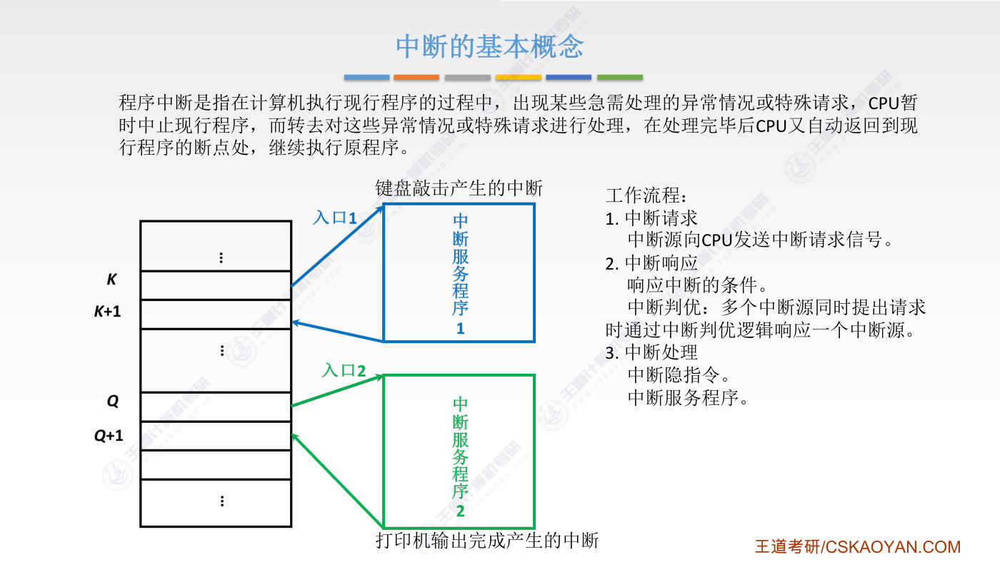 中断的基本概念
程序中断是指在计算机执行现行程序的过程中，出现某些急需处理的异常情况或特殊请求，CPU暂
时中止现行程序，而转去对这些异常情况或特殊请求进行处理，在处理完毕后CPU又自动返回到现
行程序的断点处，继续执行原程序。
键盘敲击产生的中断
入口1
中断服务程序1
⋮
K
K+1
⋮
入口2
中断服务程序2
Q
Q+1
⋮
打印机输出完成产生的中断
工作流程：
1. 中断请求
中断源向CPU发送中断请求信号。
2. 中断响应
响应中断的条件。
中断判优：多个中断源同时提出请求
时通过中断判优逻辑响应一个中断源。
3. 中断处理
中断隐指令。
中断服务程序。
王道考研/CSKAOYAN.COM